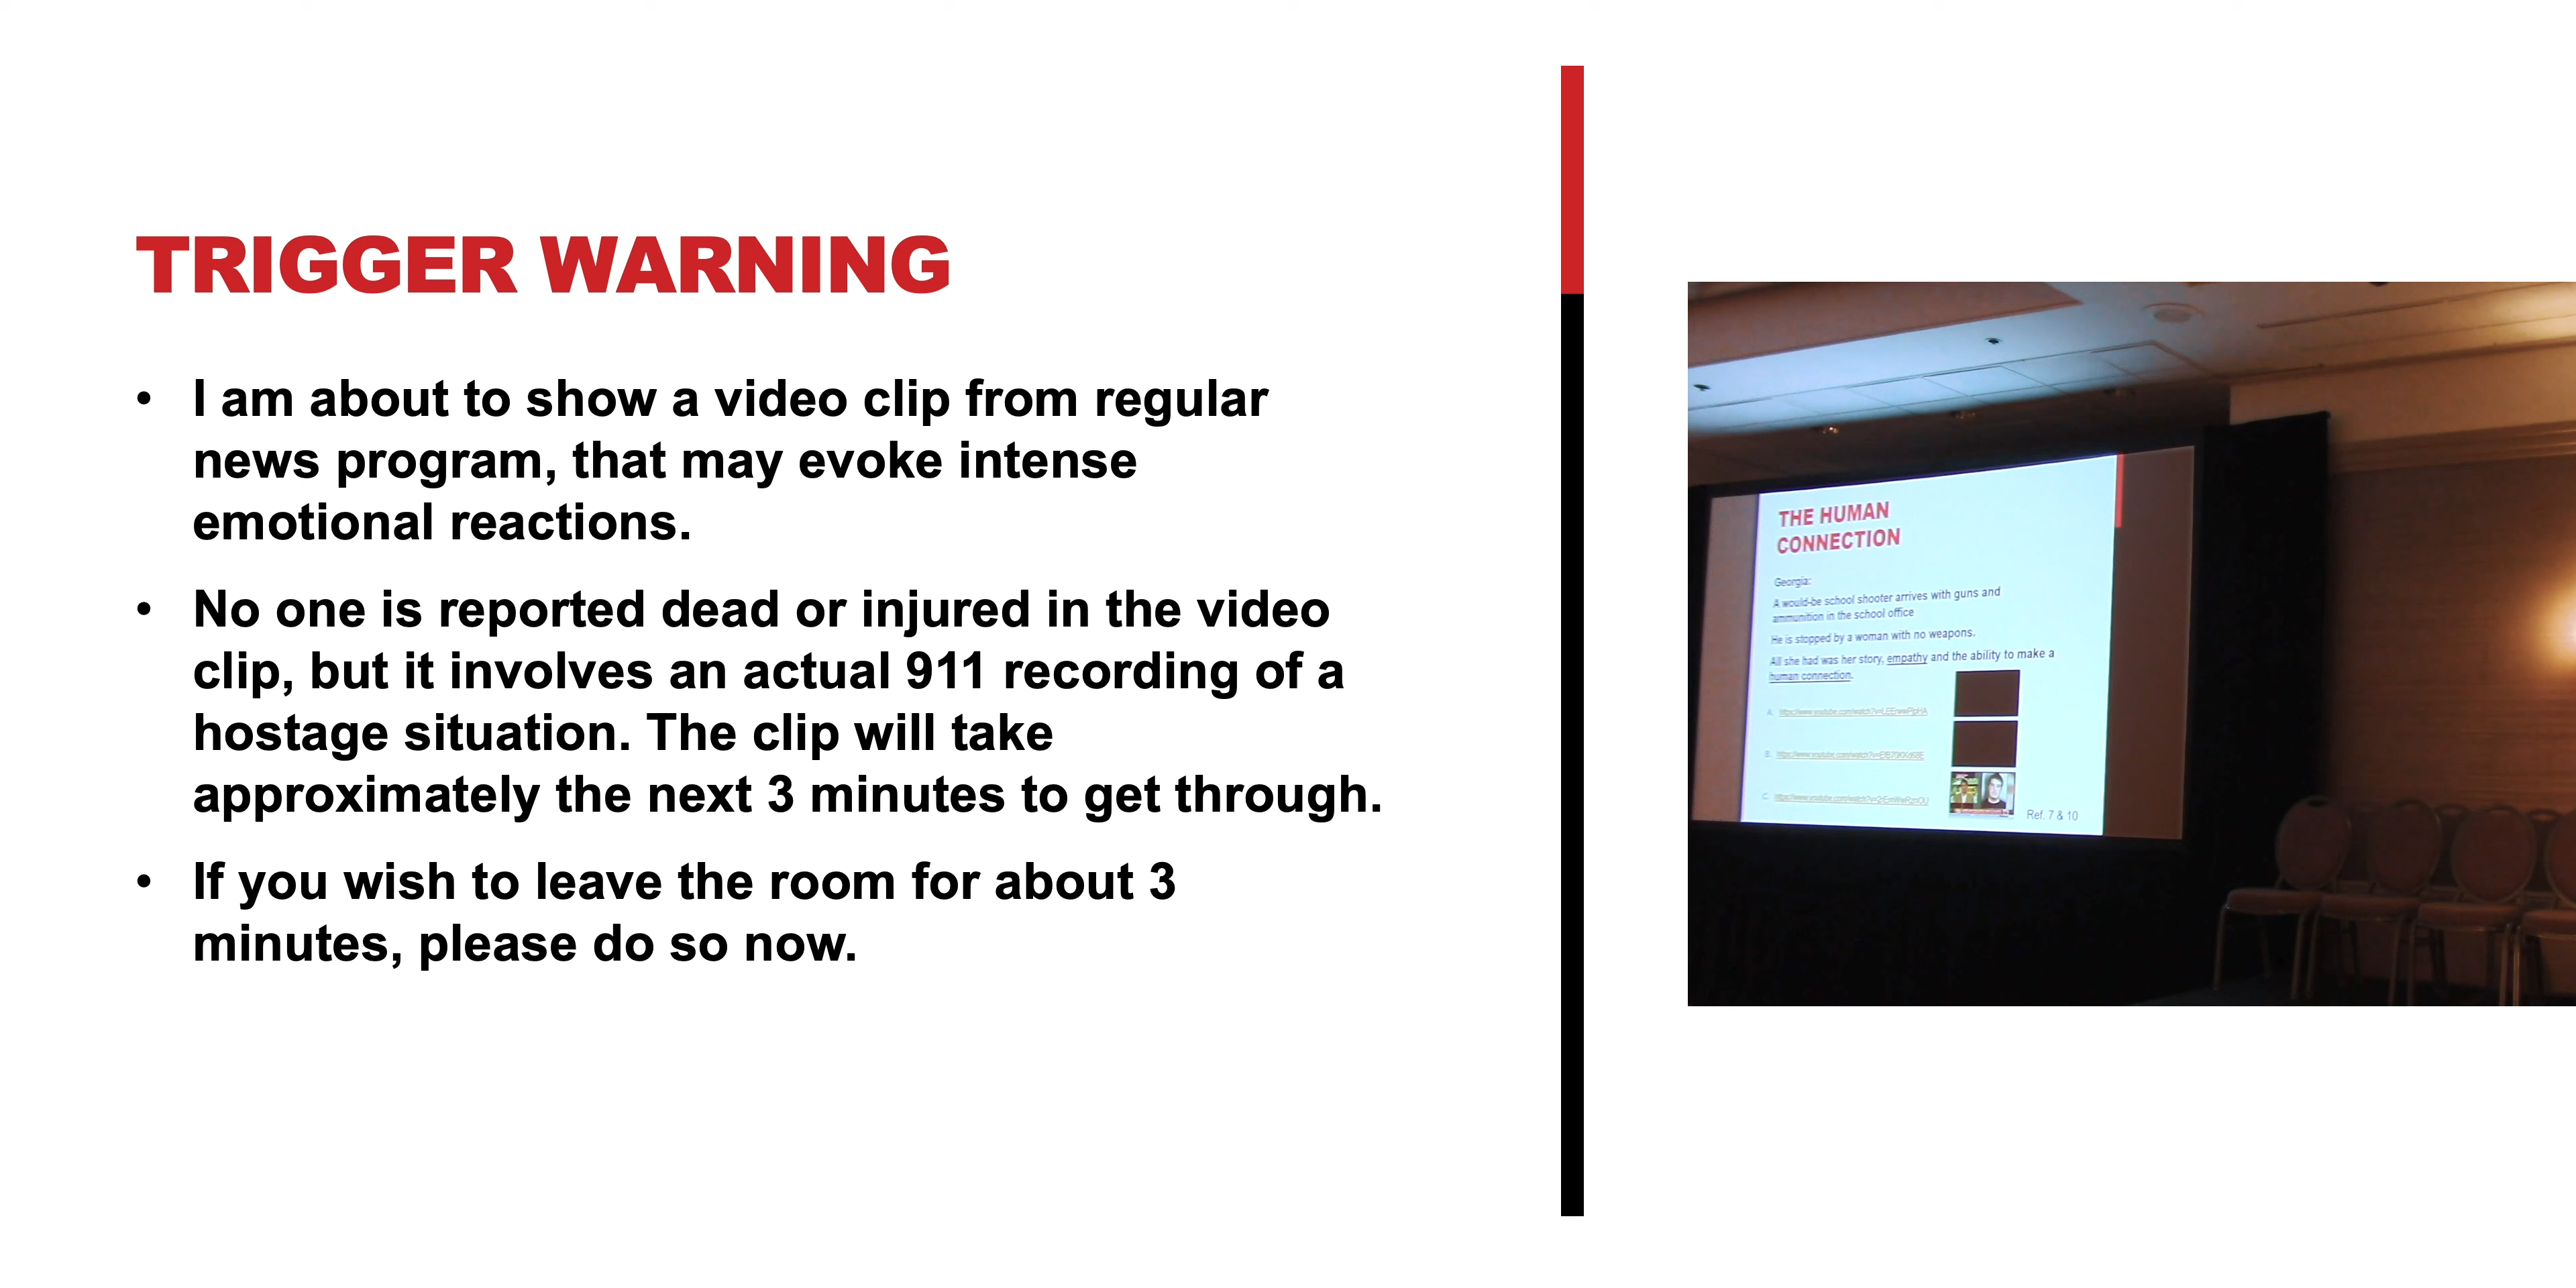 TRIGGER WARNING
• I am about to show a video clip from regular
news program, that may evoke intense
emotional reactions.
• No one is reported dead or injured in the video
clip, but it involves an actual 911 recording of a
hostage situation. The clip will take
approximately the next 3 minutes to get through.
• If you wish to leave the room for about 3
minutes, please do so now.
THE HUMAN
CONNECTION
Georgia:
A would-be school shooter arrives with guns and
ammunition in the school office
He is stopped by a woman with no weapons.
All she had was her story, empathy and the ability to make a
human connection.
A.
B.
C.
Ref. 7 & 10